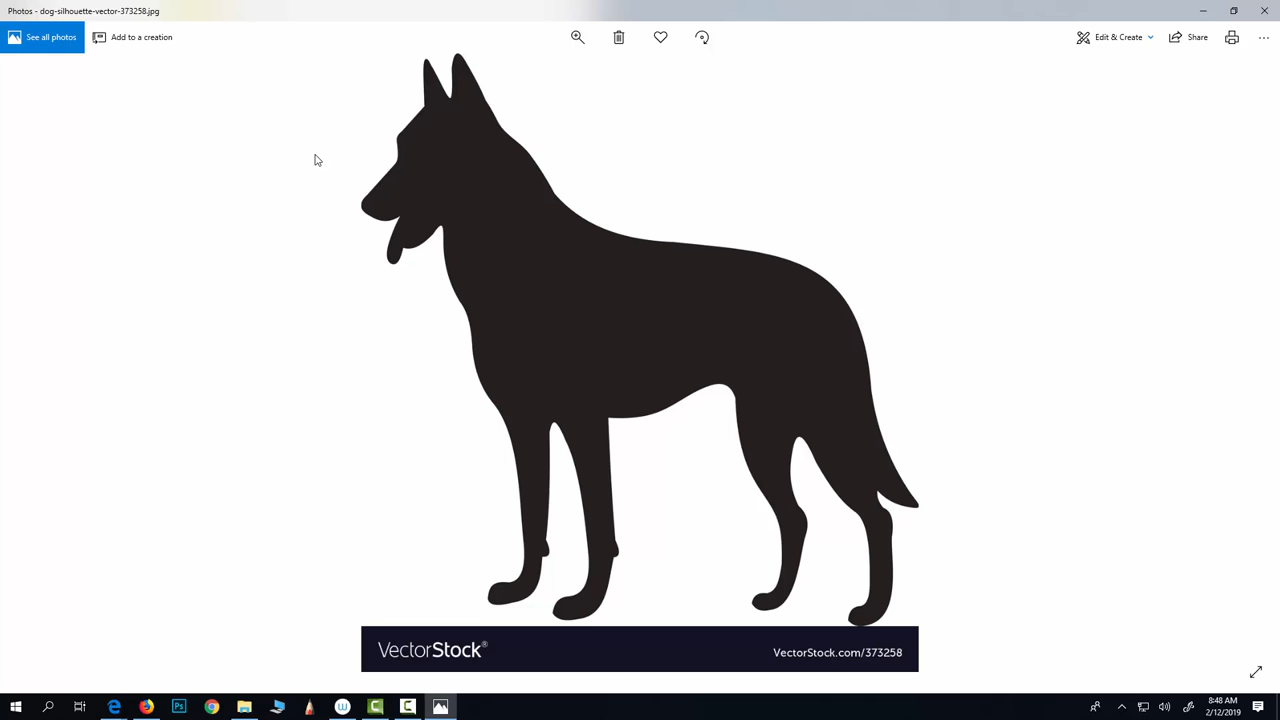 Photos - dog-silhouette-vector-373258.jpg
See all photos
Add to a creation
Edit & Create
Share
VectorStock®
VectorStock.com/373258
Ps
W
8:48 AM
2/12/2019